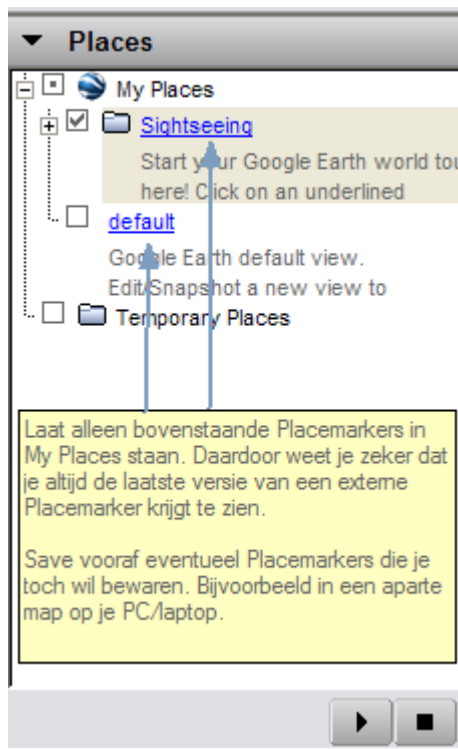 Places
My Places
Sightseeing
Start your Google Earth world tou
here! Click on an underlined
default
Google Earth default view.
Edit/Snapshot a new view to
Temporary Places
Laat alleen bovenstaande Placemarkers in
My Places staan. Daardoor weet je zeker dat
je altijd de laatste versie van een externe
Placemarker krijgt te zien.
Save vooraf eventueel Placemarkers die je
toch wil bewaren. Bijvoorbeeld in een aparte
map op je PC/laptop.